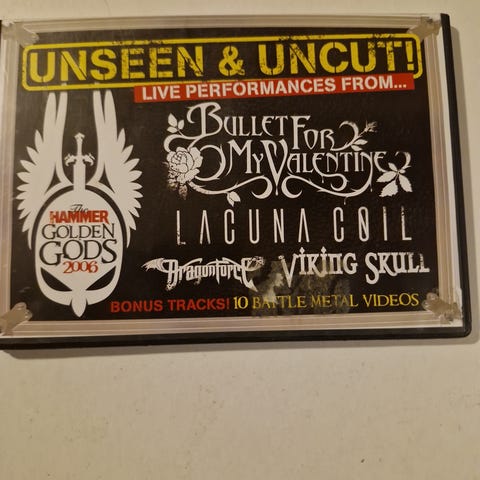 UNSEEN & UNCUT!
LIVE PERFORMANCES FROM...
BULLET FOR
MY VALENTINE
LACUNA COIL
DRAGONFORCE VIKING SKULL
The
HAMMER
GOLDEN
GODS
2006
BONUS TRACKS! 10 BATTLE METAL VIDEOS